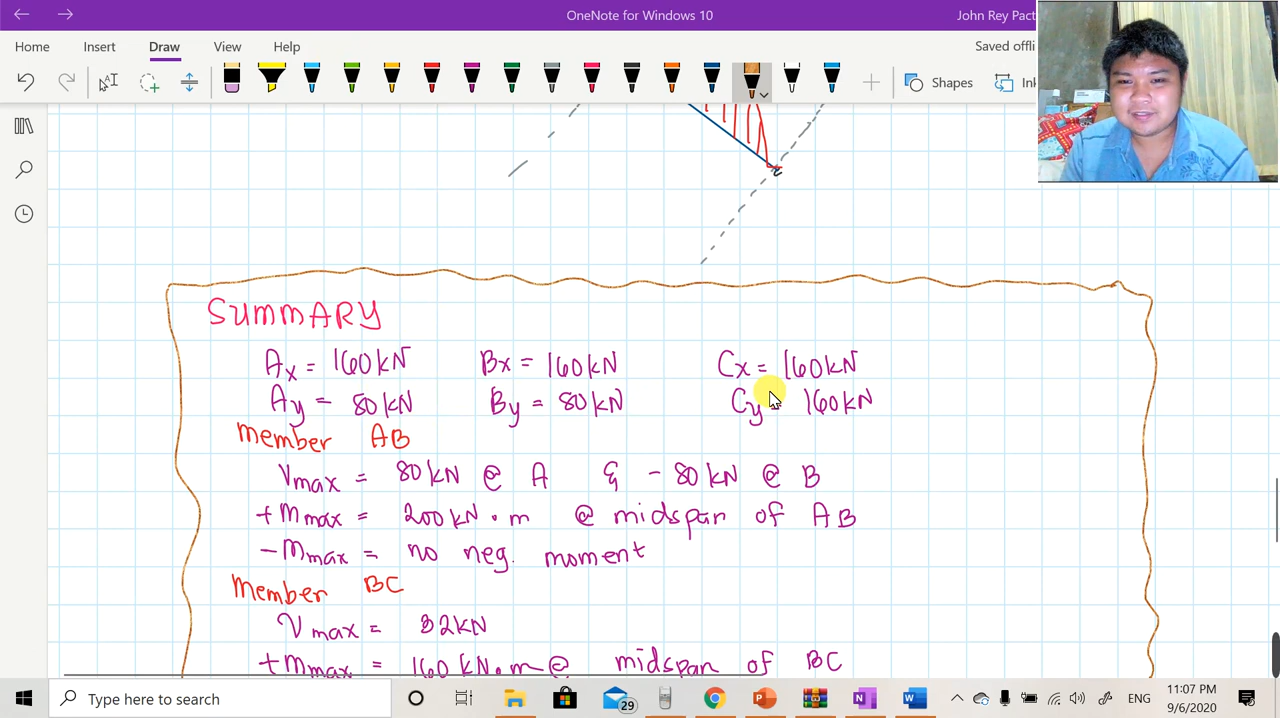 OneNote for Windows 10
John Rey Pact
Home Insert Draw View Help
Saved offli
Shapes
Ink
SUMMARY
Ax = 160kN Bx = 160kN Cx = 160kN
Ay = 80kN By = 80kN Cy = 160kN
Member AB
Vmax = 80kN @ A & -80kN @ B
+Mmax = 200kN•m @ midspan of AB
-Mmax = no neg. moment
Member BC
Vmax = 32kN
+Mmax = 160kN•m @ midspan of BC
Type here to search
29
ENG
11:07 PM
9/6/2020